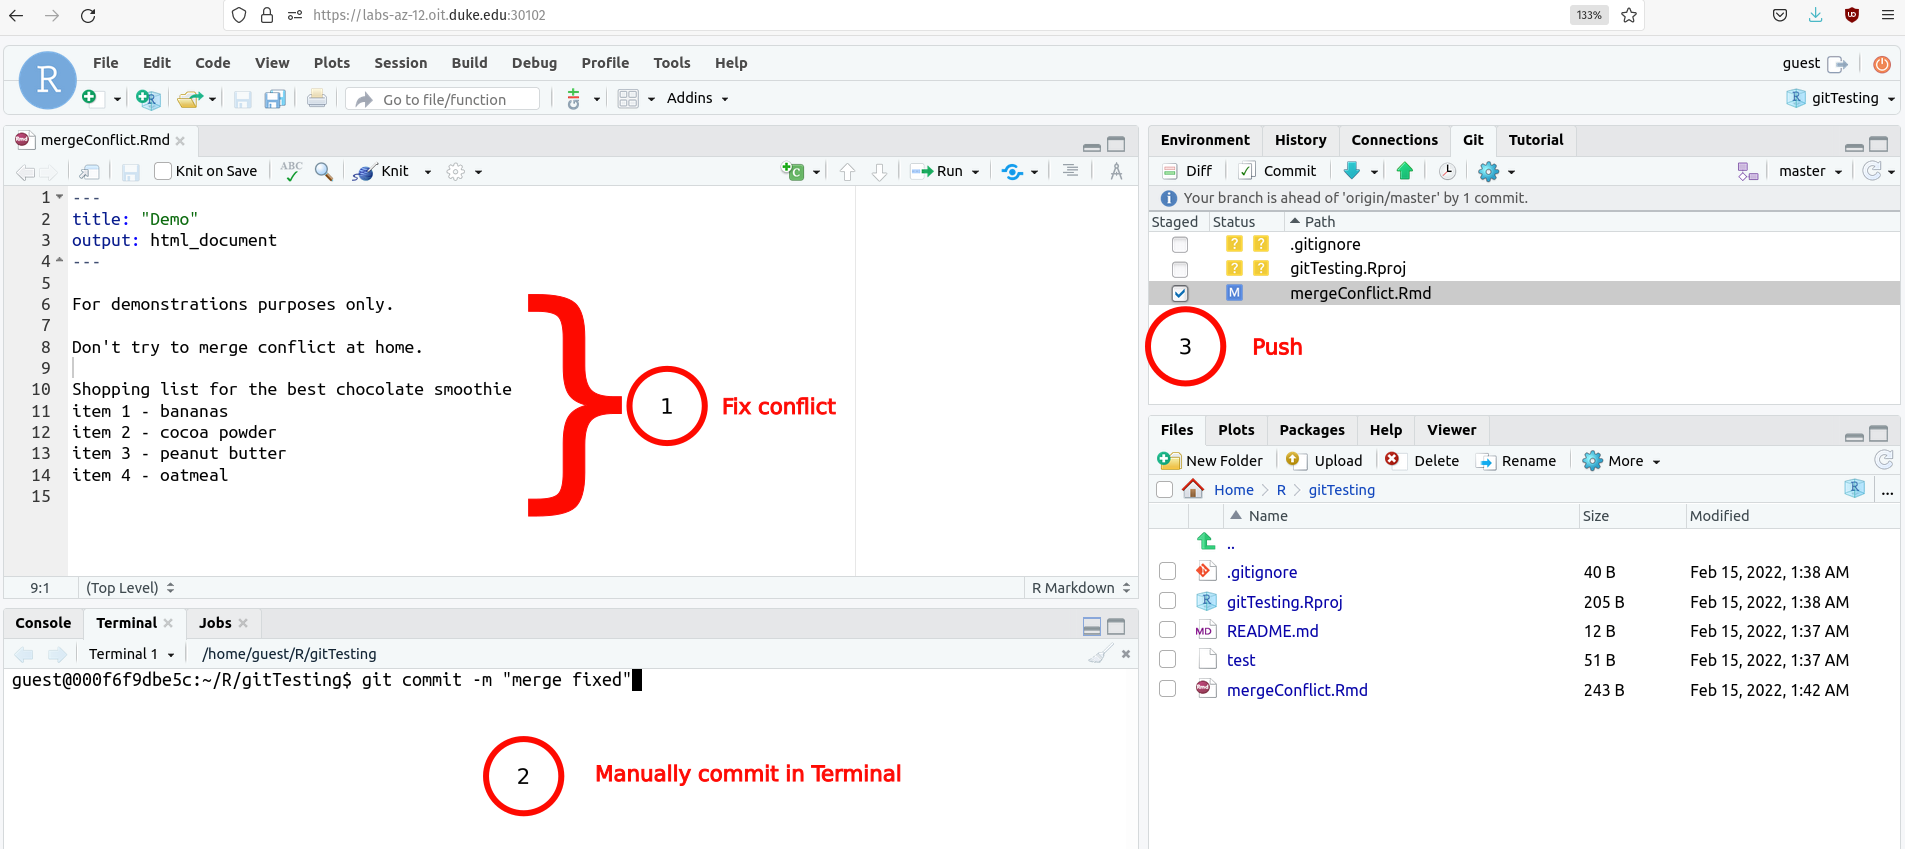 https://labs-az-12.oit.duke.edu:30102
133%
R
File Edit Code View Plots Session Build Debug Profile Tools Help
guest
Go to file/function
Addins
gitTesting
mergeConflict.Rmd
Knit on Save
ABC
Knit
Run
1 ---
2 title: "Demo"
3 output: html_document
4 ---
5
6 For demonstrations purposes only.
7
8 Don't try to merge conflict at home.
9
10 Shopping list for the best chocolate smoothie
11 item 1 - bananas
12 item 2 - cocoa powder
13 item 3 - peanut butter
14 item 4 - oatmeal
15
}
1 Fix conflict
9:1 (Top Level) R Markdown
Console Terminal Jobs
Terminal 1 /home/guest/R/gitTesting
guest@000f6f9dbe5c:~/R/gitTesting$ git commit -m "merge fixed"
2 Manually commit in Terminal
Environment History Connections Git Tutorial
Diff Commit master
Your branch is ahead of 'origin/master' by 1 commit.
Staged Status Path
? ? .gitignore
? ? gitTesting.Rproj
M mergeConflict.Rmd
3 Push
Files Plots Packages Help Viewer
New Folder Upload Delete Rename More
Home R gitTesting ...
Name Size Modified
..
.gitignore 40 B Feb 15, 2022, 1:38 AM
gitTesting.Rproj 205 B Feb 15, 2022, 1:38 AM
README.md 12 B Feb 15, 2022, 1:37 AM
test 51 B Feb 15, 2022, 1:37 AM
mergeConflict.Rmd 243 B Feb 15, 2022, 1:42 AM